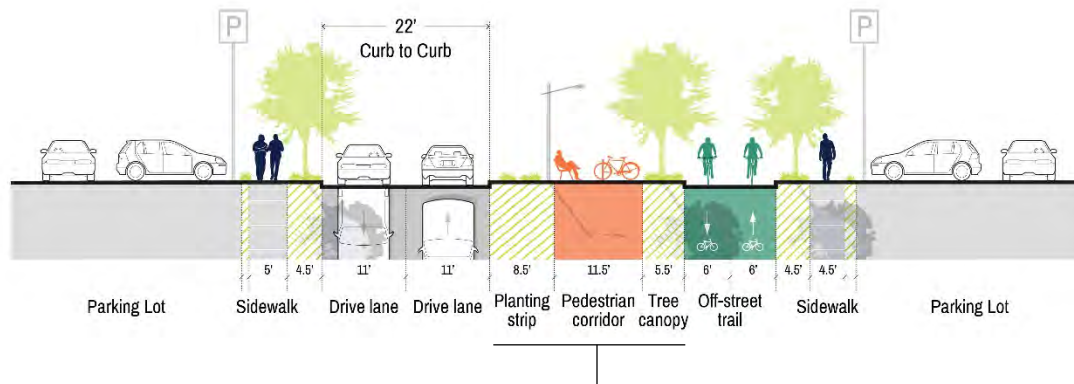 P
22'
Curb to Curb
P
5'
4.5'
11'
11'
8.5'
11.5'
5.5'
6'
6'
4.5'
4.5'
Parking Lot
Sidewalk
Drive lane
Drive lane
Planting
strip
Pedestrian
corridor
Tree
canopy
Off-street
trail
Sidewalk
Parking Lot